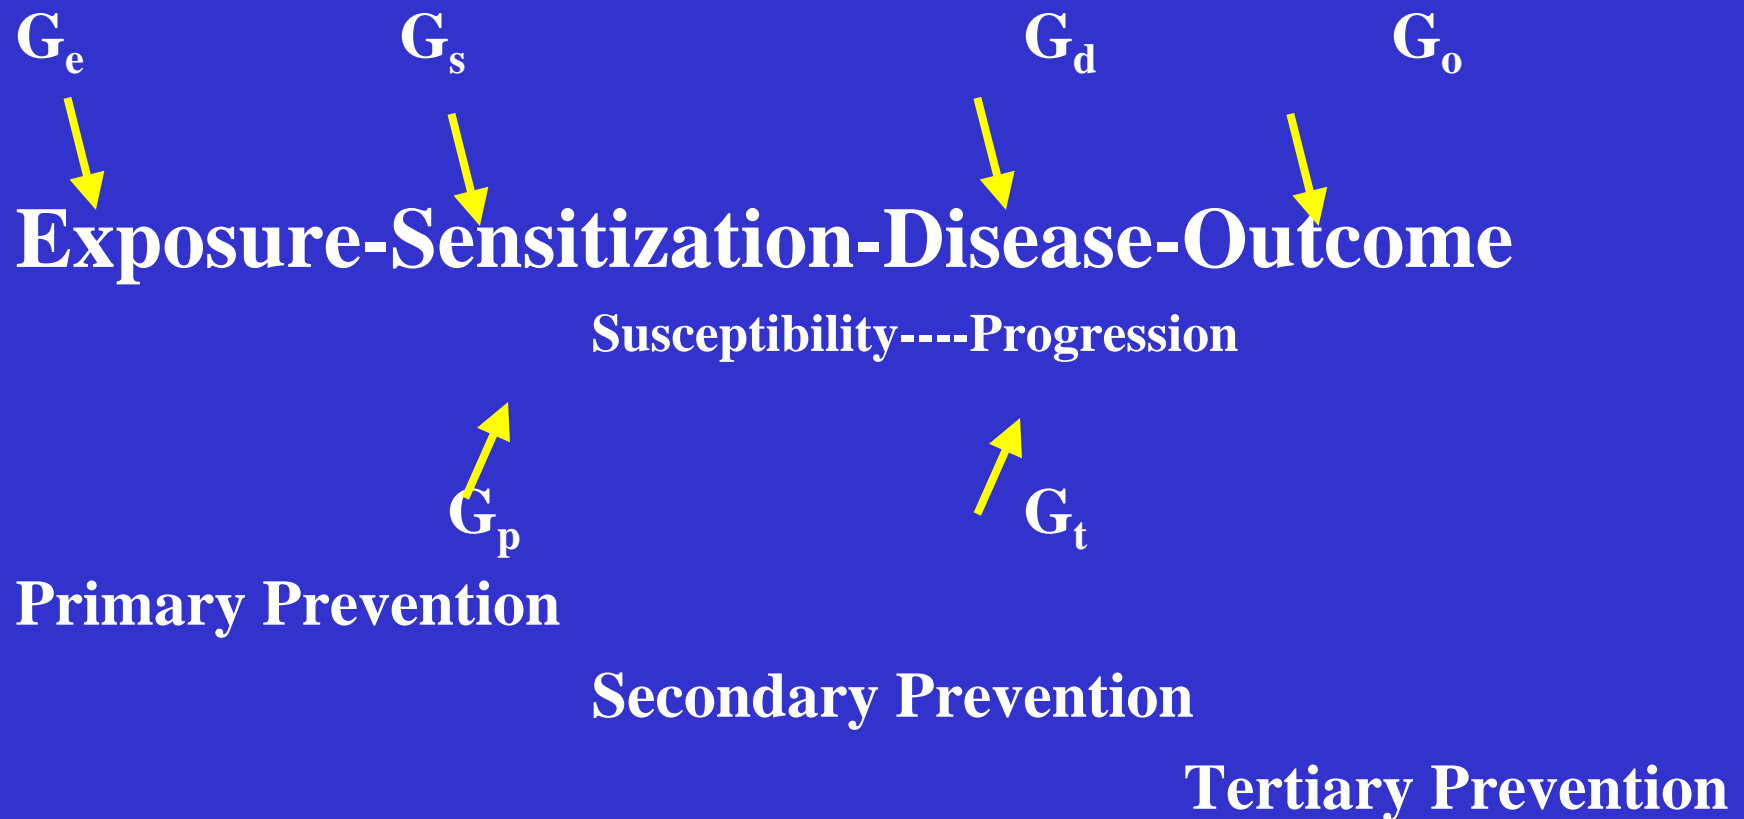 Ge Gs Gd Go
Exposure-Sensitization-Disease-Outcome
Susceptibility----Progression
Gp Gt
Primary Prevention
Secondary Prevention
Tertiary Prevention